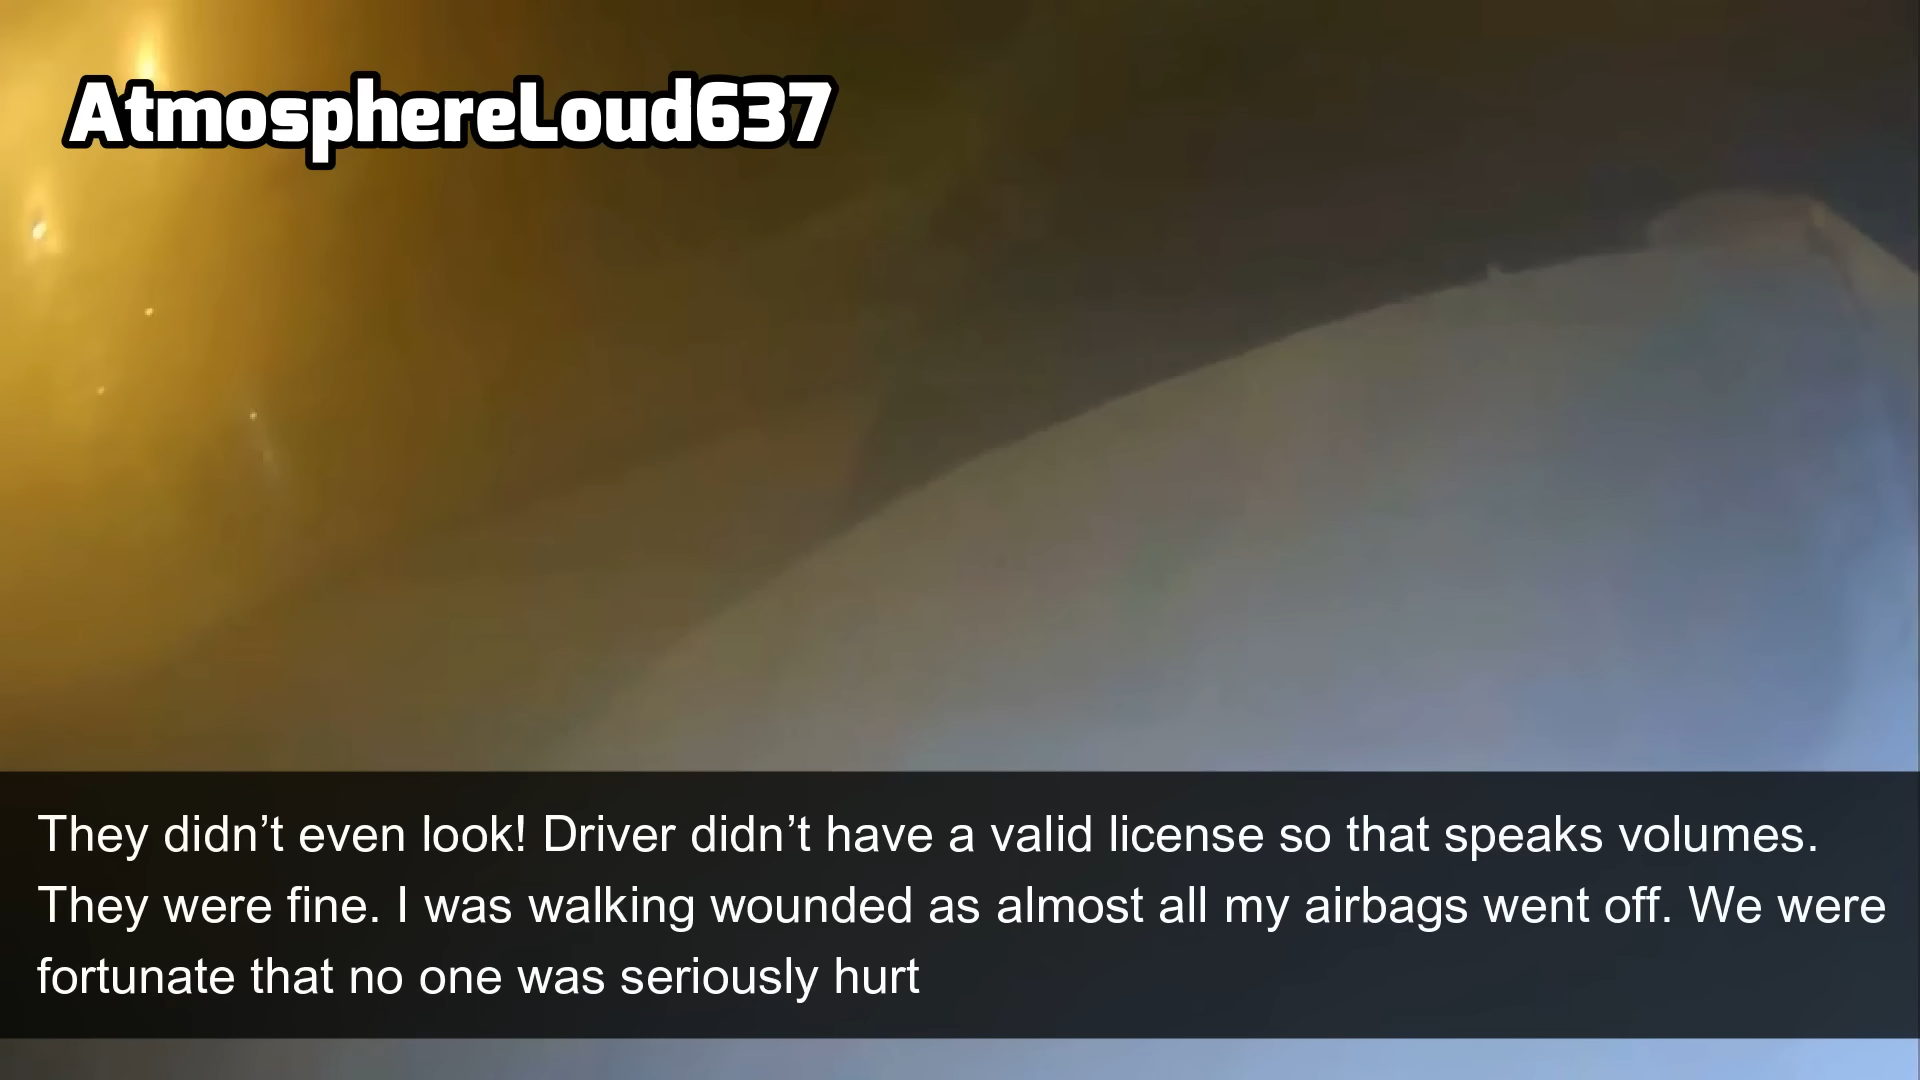 AtmosphereLoud637
They didn’t even look! Driver didn’t have a valid license so that speaks volumes.
They were fine. I was walking wounded as almost all my airbags went off. We were
fortunate that no one was seriously hurt